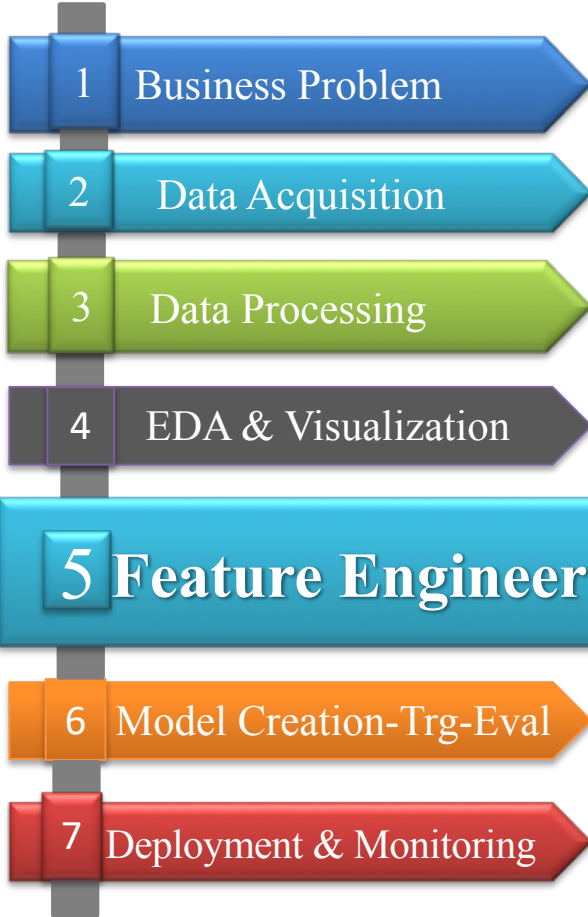 1 Business Problem
2 Data Acquisition
3 Data Processing
4 EDA & Visualization
5 Feature Engineer
6 Model Creation-Trg-Eval
7 Deployment & Monitoring